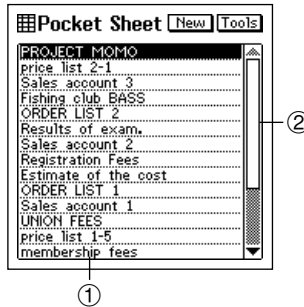 Pocket Sheet New Tools
PROJECT MOMO
price list 2-1
Sales account 3
Fishing club BASS
ORDER LIST 2
Results of exam.
Sales account 2
Registration Fees
Estimate of the cost
ORDER LIST 1
Sales account 1
UNION FEES
price list 1-5
membership fees
①
②